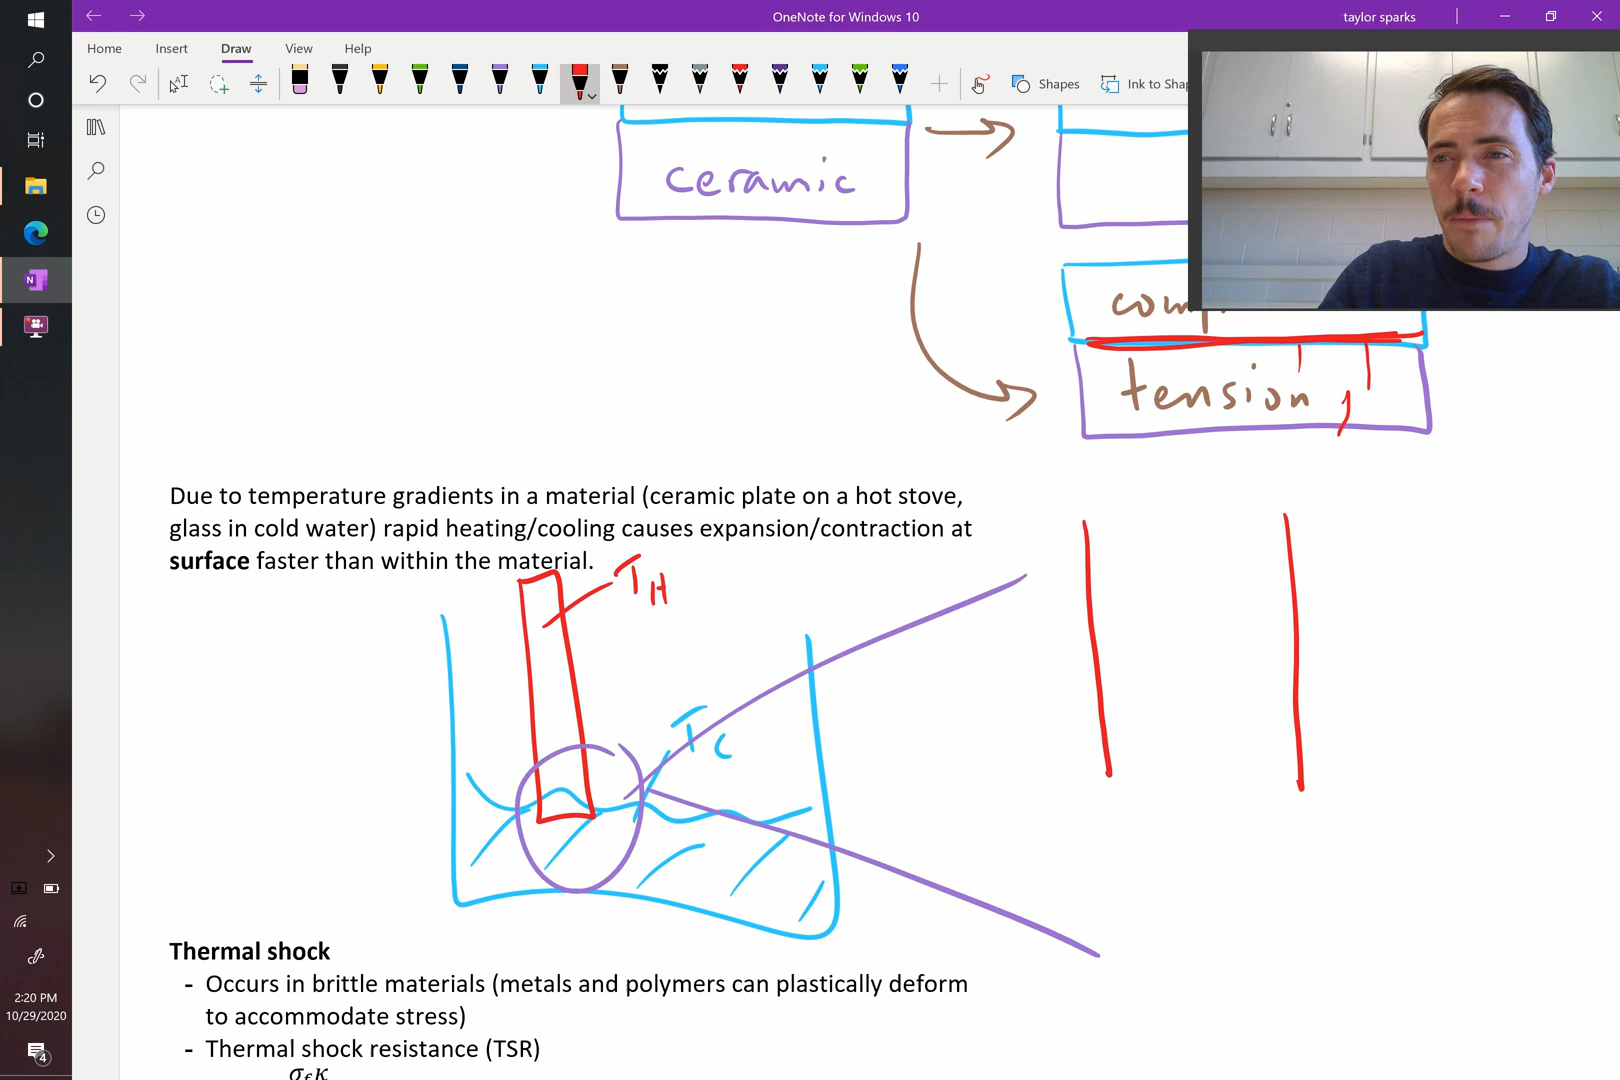 OneNote for Windows 10
taylor sparks
Home Insert Draw View Help
Shapes
Ink to Shap
ceramic
com
tension
Due to temperature gradients in a material (ceramic plate on a hot stove,
glass in cold water) rapid heating/cooling causes expansion/contraction at
surface faster than within the material.
TH
TC
Thermal shock
- Occurs in brittle materials (metals and polymers can plastically deform
to accommodate stress)
- Thermal shock resistance (TSR)
2:20 PM
10/29/2020
4